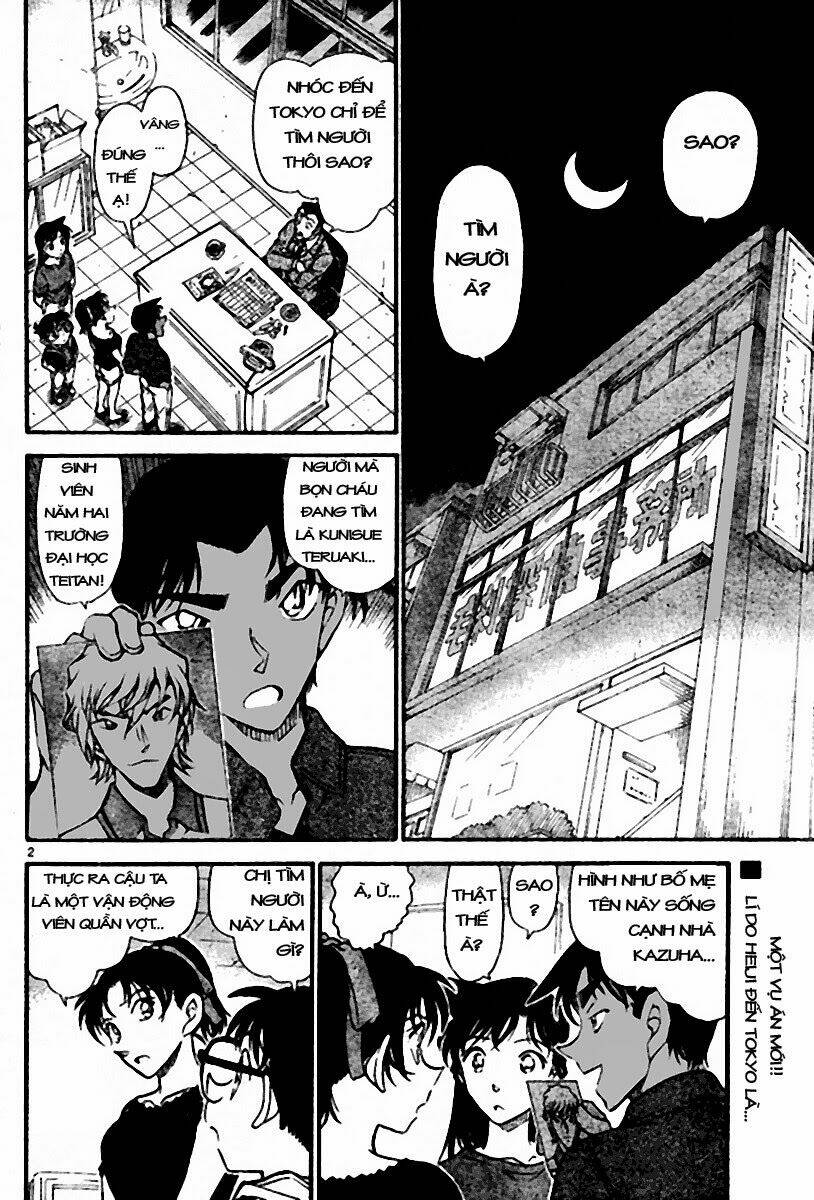 SAO?
TÌM
NGƯỜI
À?
NHÓC ĐẾN
TOKYO CHỈ ĐỂ
TÌM NGƯỜI
THÔI SAO?
VÂNG
...
ĐÚNG
THẾ
Ạ!
NGƯỜI MÀ
BỌN CHÁU
ĐANG TÌM
LÀ KUNISUE
TERUAKI...
SINH
VIÊN
NĂM HAI
TRƯỜNG
ĐẠI HỌC
TEITAN!
2
MỘT VỤ ÁN MỚI!!
LÍ DO HEIJI ĐẾN TOKYO LÀ...
HÌNH NHƯ BỐ MẸ
TÊN NÀY SỐNG
CẠNH NHÀ
KAZUHA...
SAO
?
THẬT
THẾ
À?
À, Ừ...
CHỊ TÌM
NGƯỜI
NÀY LÀM
GÌ?
THỰC RA CẬU TA
LÀ MỘT VẬN ĐỘNG
VIÊN QUẦN VỢT...